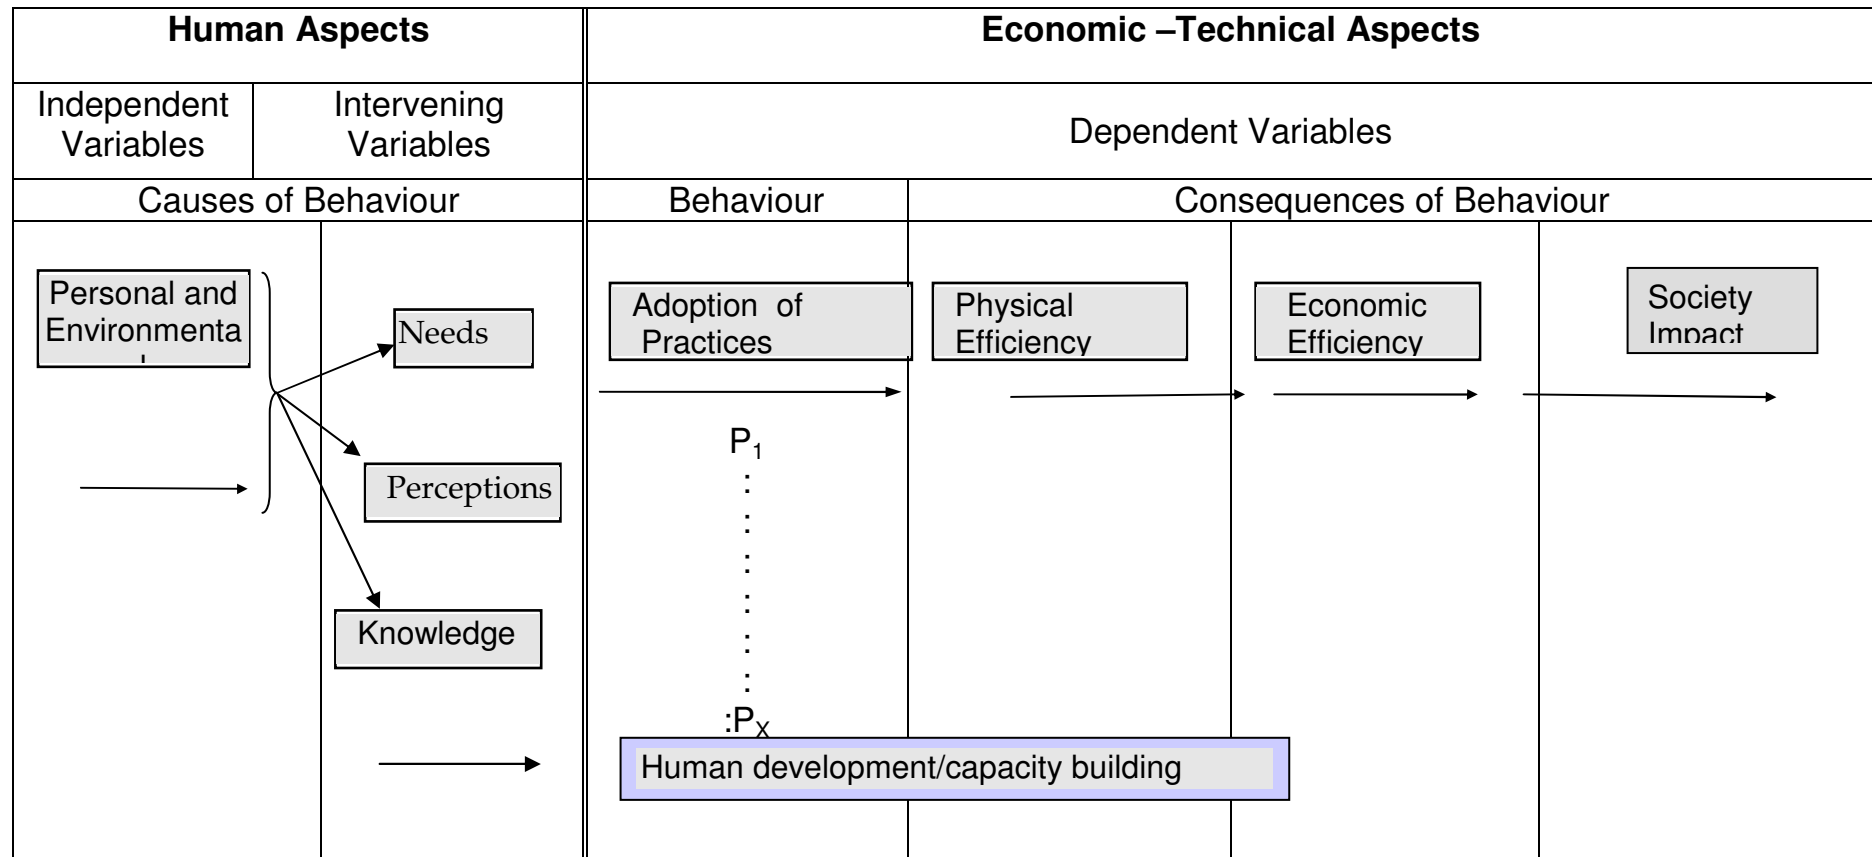 Human Aspects
Economic –Technical Aspects
Independent
Variables
Intervening
Variables
Dependent Variables
Causes of Behaviour
Behaviour
Consequences of Behaviour
Personal and
Environmenta
l
Needs
Perceptions
Knowledge
Adoption of
Practices
P₁
:
:
:
:
:
:
:Pₓ
Physical
Efficiency
Economic
Efficiency
Society
Impact
Human development/capacity building